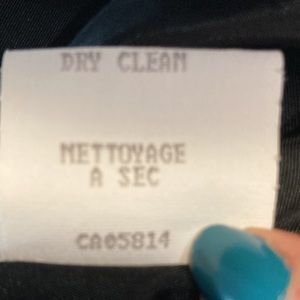 DRY CLEAN
NETTOYAGE
A SEC
CA05814